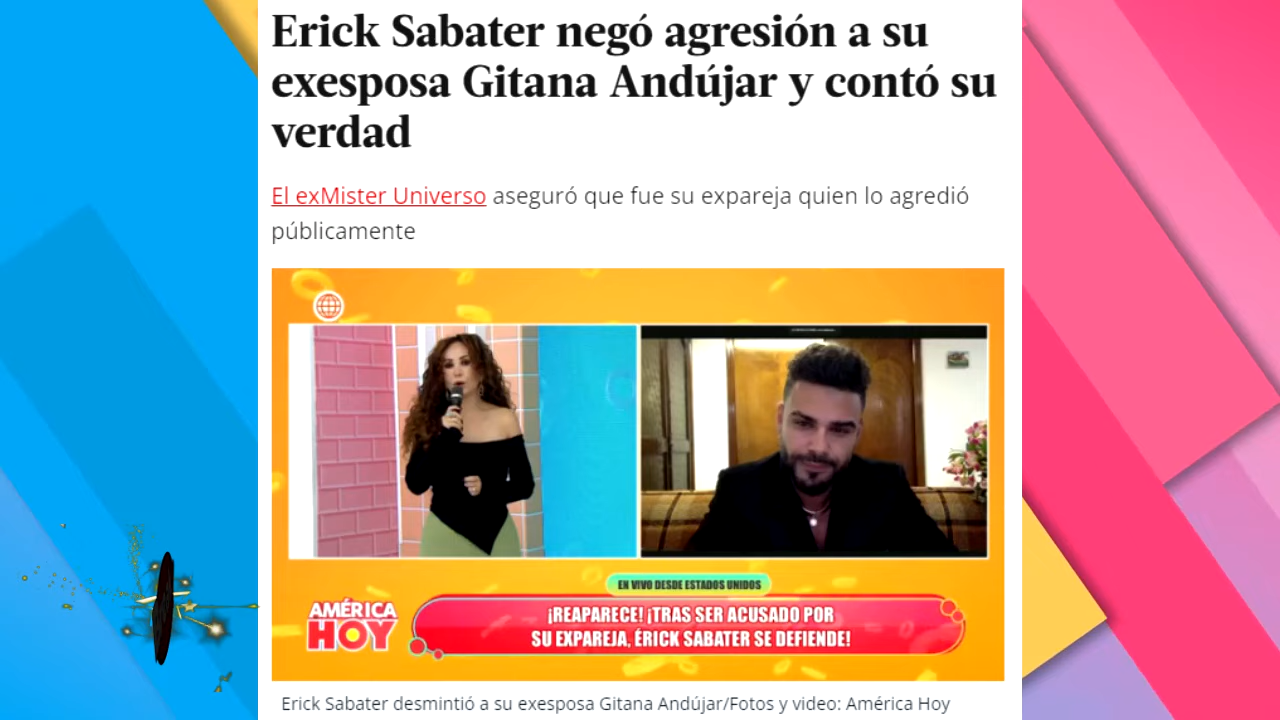 Erick Sabater negó agresión a su
exesposa Gitana Andújar y contó su
verdad
El exMister Universo aseguró que fue su expareja quien lo agredió
públicamente
EN VIVO DESDE ESTADOS UNIDOS
AMÉRICA
HOY
¡REAPARECE! ¡TRAS SER ACUSADO POR
SU EXPAREJA, ÉRICK SABATER SE DEFIENDE!
Erick Sabater desmintió a su exesposa Gitana Andújar/Fotos y video: América Hoy